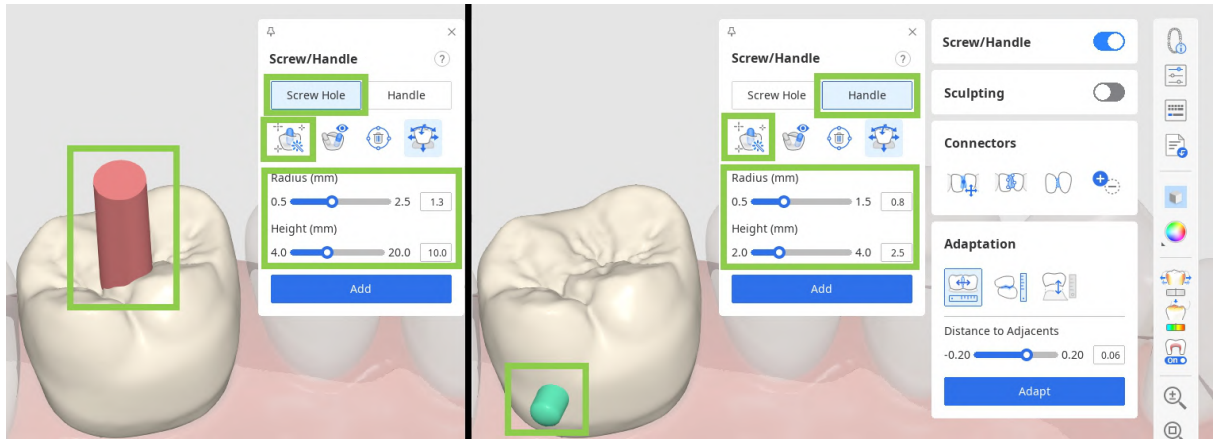 Screw/Handle
?
Screw Hole
Handle
Radius (mm)
0.5 2.5 1.3
Height (mm)
4.0 20.0 10.0
Add
Screw/Handle
?
Screw Hole
Handle
Radius (mm)
0.5 1.5 0.8
Height (mm)
2.0 4.0 2.5
Add
Screw/Handle
Sculpting
Connectors
Adaptation
Distance to Adjacents
-0.20 0.20 0.06
Adapt
On